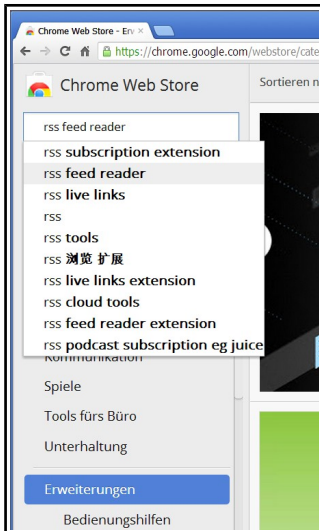 Chrome Web Store - Erv
https://chrome.google.com/webstore/cate
Chrome Web Store
Sortieren n
rss feed reader
rss subscription extension
rss feed reader
rss live links
rss
rss tools
rss 浏览 扩展
rss live links extension
rss cloud tools
rss feed reader extension
rss podcast subscription eg juice
Kommunikation
Spiele
Tools fürs Büro
Unterhaltung
Erweiterungen
Bedienungshilfen